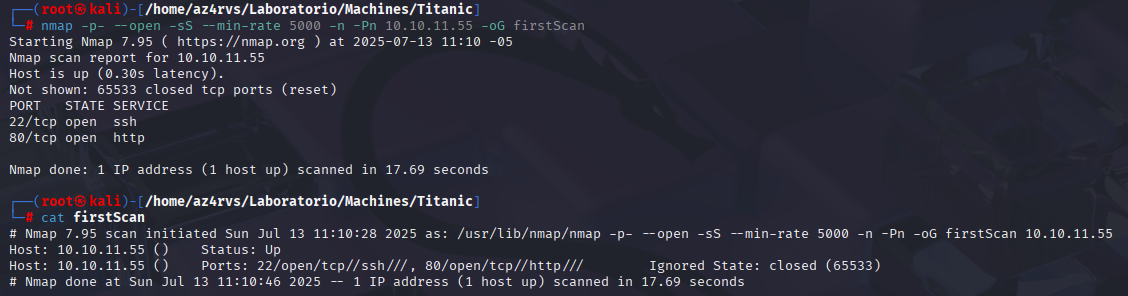 ┌──(root㉿kali)-[/home/az4rvs/Laboratorio/Machines/Titanic]
└─# nmap -p- --open -sS --min-rate 5000 -n -Pn 10.10.11.55 -oG firstScan
Starting Nmap 7.95 ( https://nmap.org ) at 2025-07-13 11:10 -05
Nmap scan report for 10.10.11.55
Host is up (0.30s latency).
Not shown: 65533 closed tcp ports (reset)
PORT   STATE SERVICE
22/tcp open  ssh
80/tcp open  http
Nmap done: 1 IP address (1 host up) scanned in 17.69 seconds
┌──(root㉿kali)-[/home/az4rvs/Laboratorio/Machines/Titanic]
└─# cat firstScan
# Nmap 7.95 scan initiated Sun Jul 13 11:10:28 2025 as: /usr/lib/nmap/nmap -p- --open -sS --min-rate 5000 -n -Pn -oG firstScan 10.10.11.55
Host: 10.10.11.55 ()    Status: Up
Host: 10.10.11.55 ()    Ports: 22/open/tcp//ssh///, 80/open/tcp//http///        Ignored State: closed (65533)
# Nmap done at Sun Jul 13 11:10:46 2025 -- 1 IP address (1 host up) scanned in 17.69 seconds